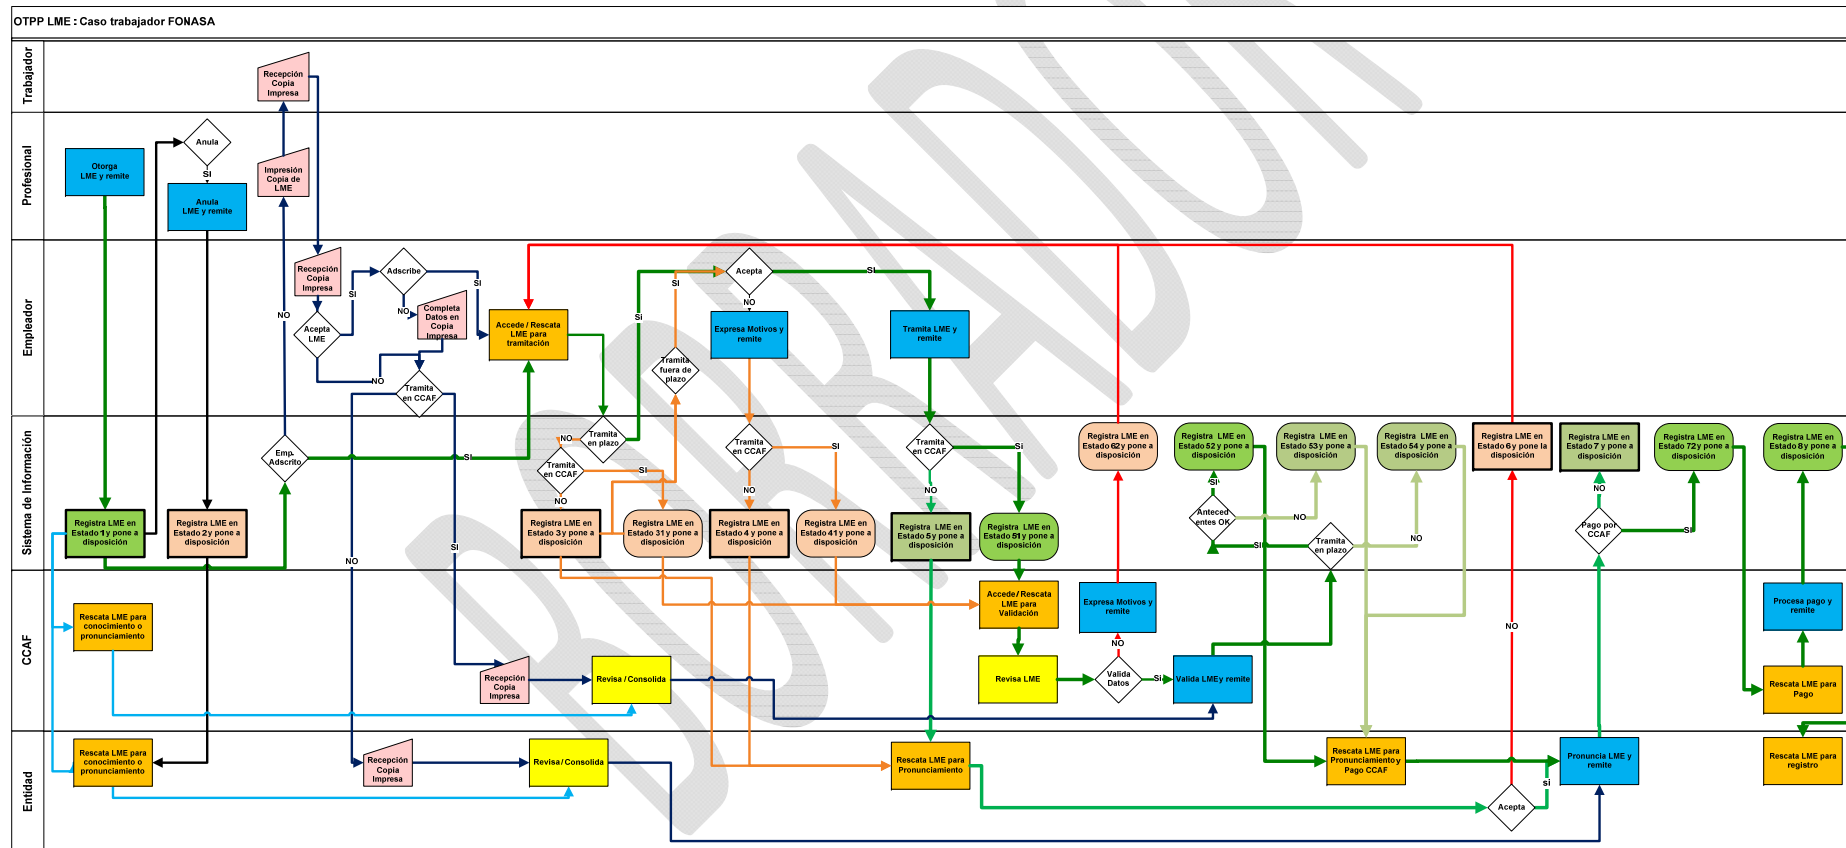 OTPP LME : Caso trabajador FONASA
Trabajador
Recepción
Copia
Impresa
Profesional
Otorga
LME y remite
Anula
SI
Anula
LME y remite
Impresión
Copia de
LME
NO
Empleador
Recepción
Copia
Impresa
Acepta
LME
SI
NO
Adscribe
SI
NO
Completa
Datos en
Copia
Impresa
Tramita
en CCAF
Accede / Rescata
LME para
tramitación
Si
SI
Tramita
fuera de
plazo
Acepta
SI
NO
Expresa Motivos y
remite
Tramita LME y
remite
Sistema de Información
Registra LME en
Estado 1 y pone a
disposición
Registra LME en
Estado 2 y pone a
disposición
Emp.
Adscrito
SI
NO
SI
Tramita
en plazo
NO
Tramita
en CCAF
SI
NO
Registra LME en
Estado 3 y pone a
disposición
Registra LME en
Estado 31 y pone a
disposición
Tramita
en CCAF
SI
NO
Registra LME en
Estado 4 y pone a
disposición
Registra LME en
Estado 41 y pone a
disposición
Tramita
en CCAF
Si
NO
Registra LME en
Estado 5 y pone a
disposición
Registra LME en
Estado 51 y pone a
disposición
Registra LME en
Estado 62 y pone a
disposición
Registra LME en
Estado 52 y pone a
disposición
Registra LME en
Estado 53 y pone a
disposición
Registra LME en
Estado 54 y pone a
disposición
Registra LME en
Estado 6 y pone la
disposición
Registra LME en
Estado 7 y pone a
disposición
Registra LME en
Estado 72 y pone a
disposición
Registra LME en
Estado 8 y pone a
disposición
SI
Anteced
entes OK
NO
SI
Tramita
en plazo
NO
NO
Pago por
CCAF
SI
CCAF
Rescata LME para
conocimiento o
pronunciamiento
Recepción
Copia
Impresa
Revisa / Consolida
Accede/ Rescata
LME para
Validación
Revisa LME
Expresa Motivos y
remite
NO
Valida
Datos
Si
Valida LME y remite
NO
Procesa pago y
remite
Rescata LME para
Pago
Entidad
Rescata LME para
conocimiento o
pronunciamiento
Recepción
Copia
Impresa
Revisa / Consolida
Rescata LME para
Pronunciamiento
Rescata LME para
Pronunciamiento y
Pago CCAF
Acepta
si
Pronuncia LME y
remite
Rescata LME para
registro
BORRADOR